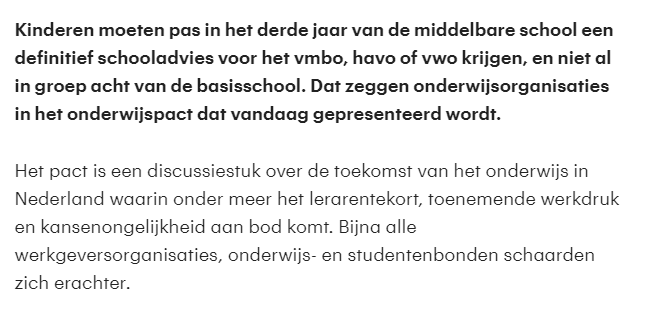 Kinderen moeten pas in het derde jaar van de middelbare school een
definitief schooladvies voor het vmbo, havo of vwo krijgen, en niet al
in groep acht van de basisschool. Dat zeggen onderwijsorganisaties
in het onderwijspact dat vandaag gepresenteerd wordt.
Het pact is een discussiestuk over de toekomst van het onderwijs in
Nederland waarin onder meer het lerarentekort, toenemende werkdruk
en kansenongelijkheid aan bod komt. Bijna alle
werkgeversorganisaties, onderwijs- en studentenbonden schaarden
zich erachter.